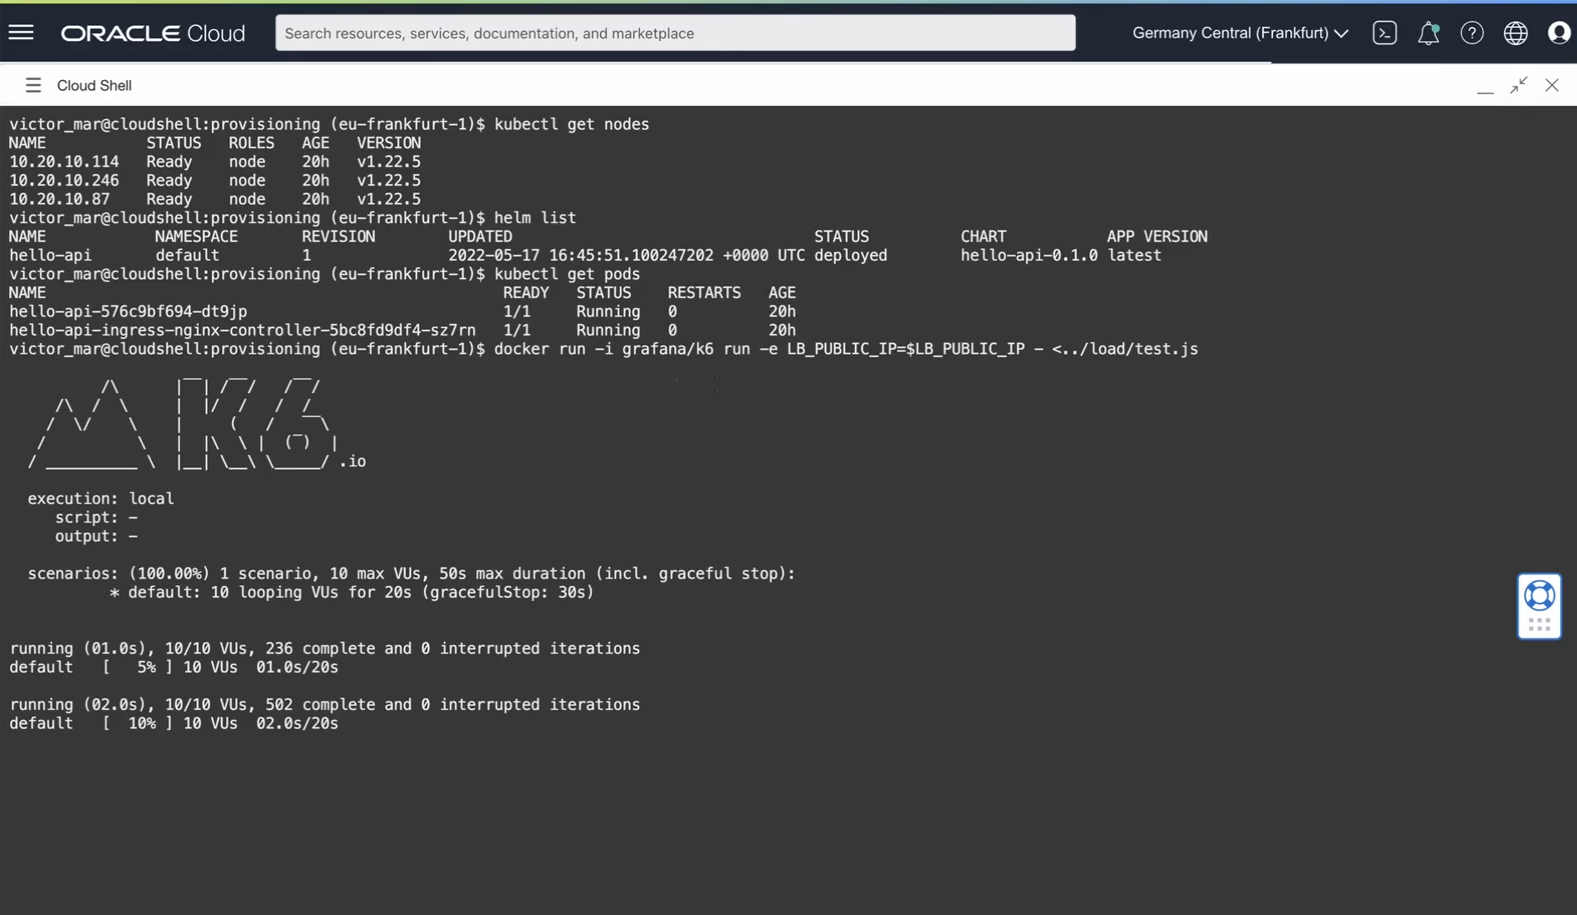 ORACLE Cloud
Search resources, services, documentation, and marketplace
Germany Central (Frankfurt)
Cloud Shell
victor_mar@cloudshell:provisioning (eu-frankfurt-1)$ kubectl get nodes
NAME           STATUS   ROLES   AGE   VERSION
10.20.10.114   Ready    node    20h   v1.22.5
10.20.10.246   Ready    node    20h   v1.22.5
10.20.10.87    Ready    node    20h   v1.22.5
victor_mar@cloudshell:provisioning (eu-frankfurt-1)$ helm list
NAME            NAMESPACE       REVISION        UPDATED                                 STATUS          CHART           APP VERSION
hello-api       default         1               2022-05-17 16:45:51.100247202 +0000 UTC deployed        hello-api-0.1.0 latest
victor_mar@cloudshell:provisioning (eu-frankfurt-1)$ kubectl get pods
NAME                                                  READY   STATUS    RESTARTS   AGE
hello-api-576c9bf694-dt9jp                            1/1     Running   0          20h
hello-api-ingress-nginx-controller-5bc8fd9df4-sz7rn   1/1     Running   0          20h
victor_mar@cloudshell:provisioning (eu-frankfurt-1)$ docker run -i grafana/k6 run -e LB_PUBLIC_IP=$LB_PUBLIC_IP - <../load/test.js
K6 .io
execution: local
script: -
output: -
scenarios: (100.00%) 1 scenario, 10 max VUs, 50s max duration (incl. graceful stop):
* default: 10 looping VUs for 20s (gracefulStop: 30s)
running (01.0s), 10/10 VUs, 236 complete and 0 interrupted iterations
default   [   5% ] 10 VUs  01.0s/20s
running (02.0s), 10/10 VUs, 502 complete and 0 interrupted iterations
default   [  10% ] 10 VUs  02.0s/20s